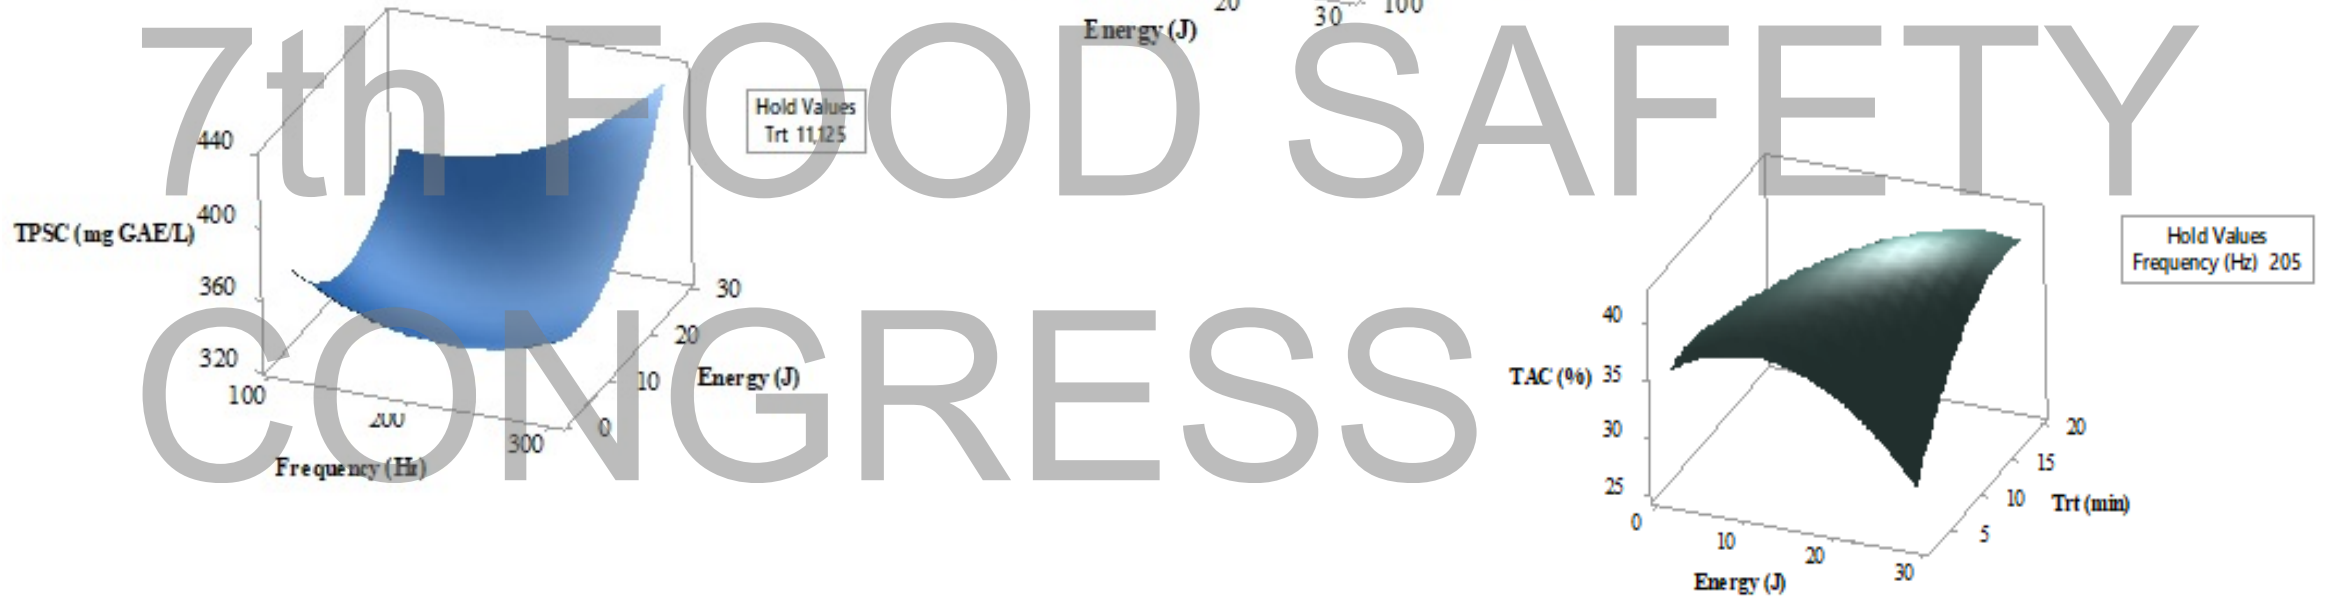 20
30
100
Energy (J)
7th FOOD SAFETY
CONGRESS
Hold Values
Trt 11,125
440
400
360
320
TPSC (mg GAE/L)
100
200
300
Frequency (Hz)
0
10
20
30
Energy (J)
Hold Values
Frequency (Hz) 205
40
35
30
25
TAC (%)
0
10
20
30
Energy (J)
5
10
15
20
Trt (min)